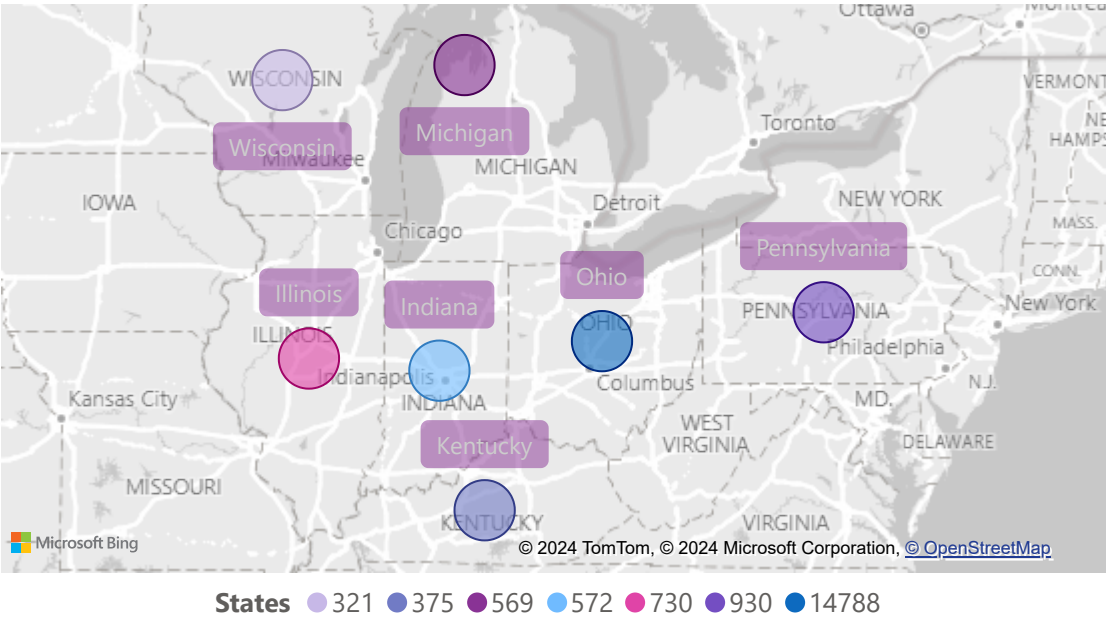 Ottawa
Montreal
WISCONSIN
VERMONT
Toronto
Michigan
Wisconsin
Milwaukee
MICHIGAN
NE
HAMPS
IOWA
Detroit
NEW YORK
MASS.
Chicago
Pennsylvania
Ohio
CONN.
Illinois
Indiana
New York
PENNSYLVANIA
OHIO
ILLINOIS
Philadelphia
Indianapolis
Columbus
N.J.
Kansas City
INDIANA
MD.
WEST
VIRGINIA
DELAWARE
Kentucky
MISSOURI
KENTUCKY
VIRGINIA
Microsoft Bing
© 2024 TomTom, © 2024 Microsoft Corporation, © OpenStreetMap
States 321 375 569 572 730 930 14788